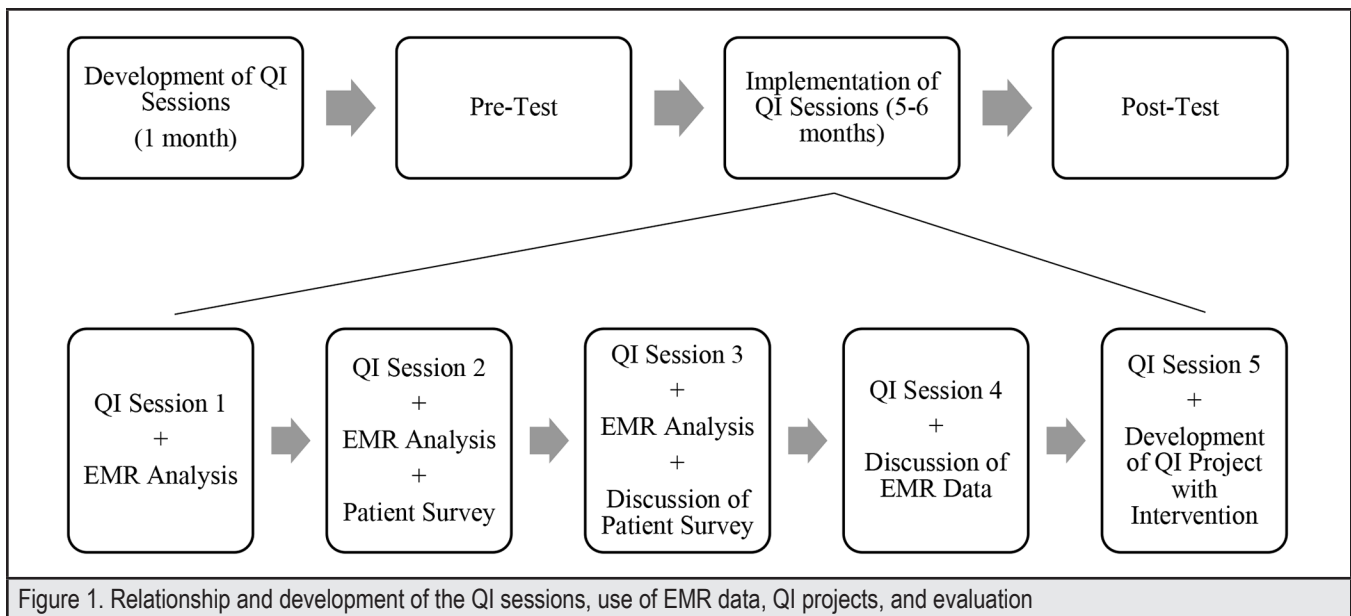 Development of QI
Sessions
(1 month)
Pre-Test
Implementation of
QI Sessions (5-6
months)
Post-Test
QI Session 1
+
EMR Analysis
QI Session 2
+
EMR Analysis
+
Patient Survey
QI Session 3
+
EMR Analysis
+
Discussion of
Patient Survey
QI Session 4
+
Discussion of
EMR Data
QI Session 5
+
Development
of QI Project
with
Intervention
Figure 1. Relationship and development of the QI sessions, use of EMR data, QI projects, and evaluation